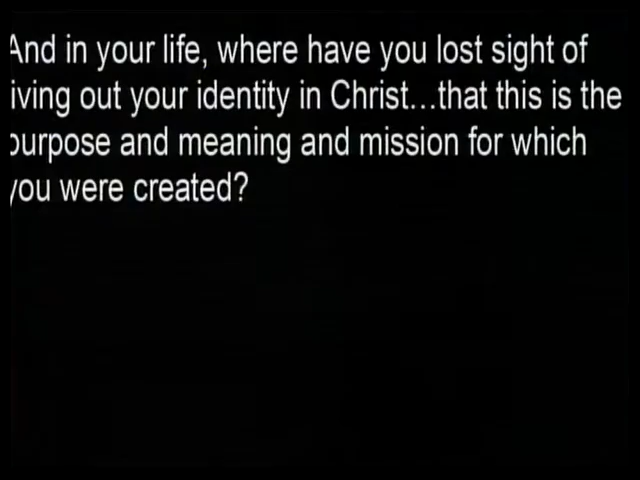 And in your life, where have you lost sight of
living out your identity in Christ…that this is the
purpose and meaning and mission for which
you were created?